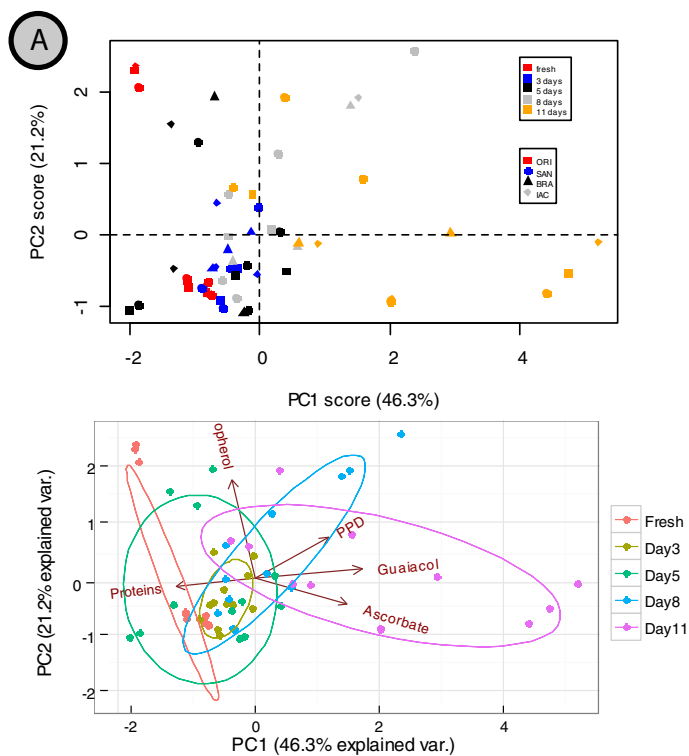 A
PC2 score (21.2%)
2
1
0
-1
fresh
3 days
5 days
8 days
11 days
ORI
SAN
BRA
IAC
-2
0
2
4
PC1 score (46.3%)
PC2 (21.2% explained var.)
2
1
0
-1
-2
opherol
PPD
Guaiacol
Proteins
Ascorbate
Fresh
Day3
Day5
Day8
Day11
-2
0
2
4
PC1 (46.3% explained var.)